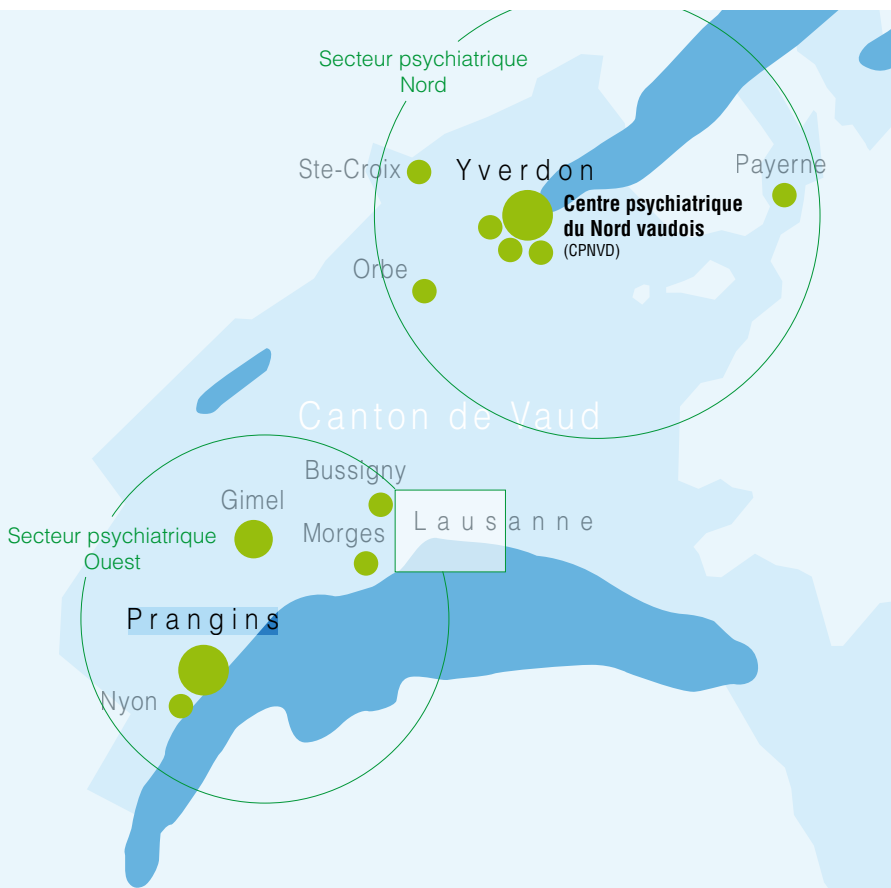 Secteur psychiatrique
Nord
Ste-Croix
Yverdon
Payerne
Centre psychiatrique
du Nord vaudois
(CPNVD)
Orbe
Canton de Vaud
Bussigny
Gimel
Morges
Lausanne
Secteur psychiatrique
Ouest
Prangins
Nyon